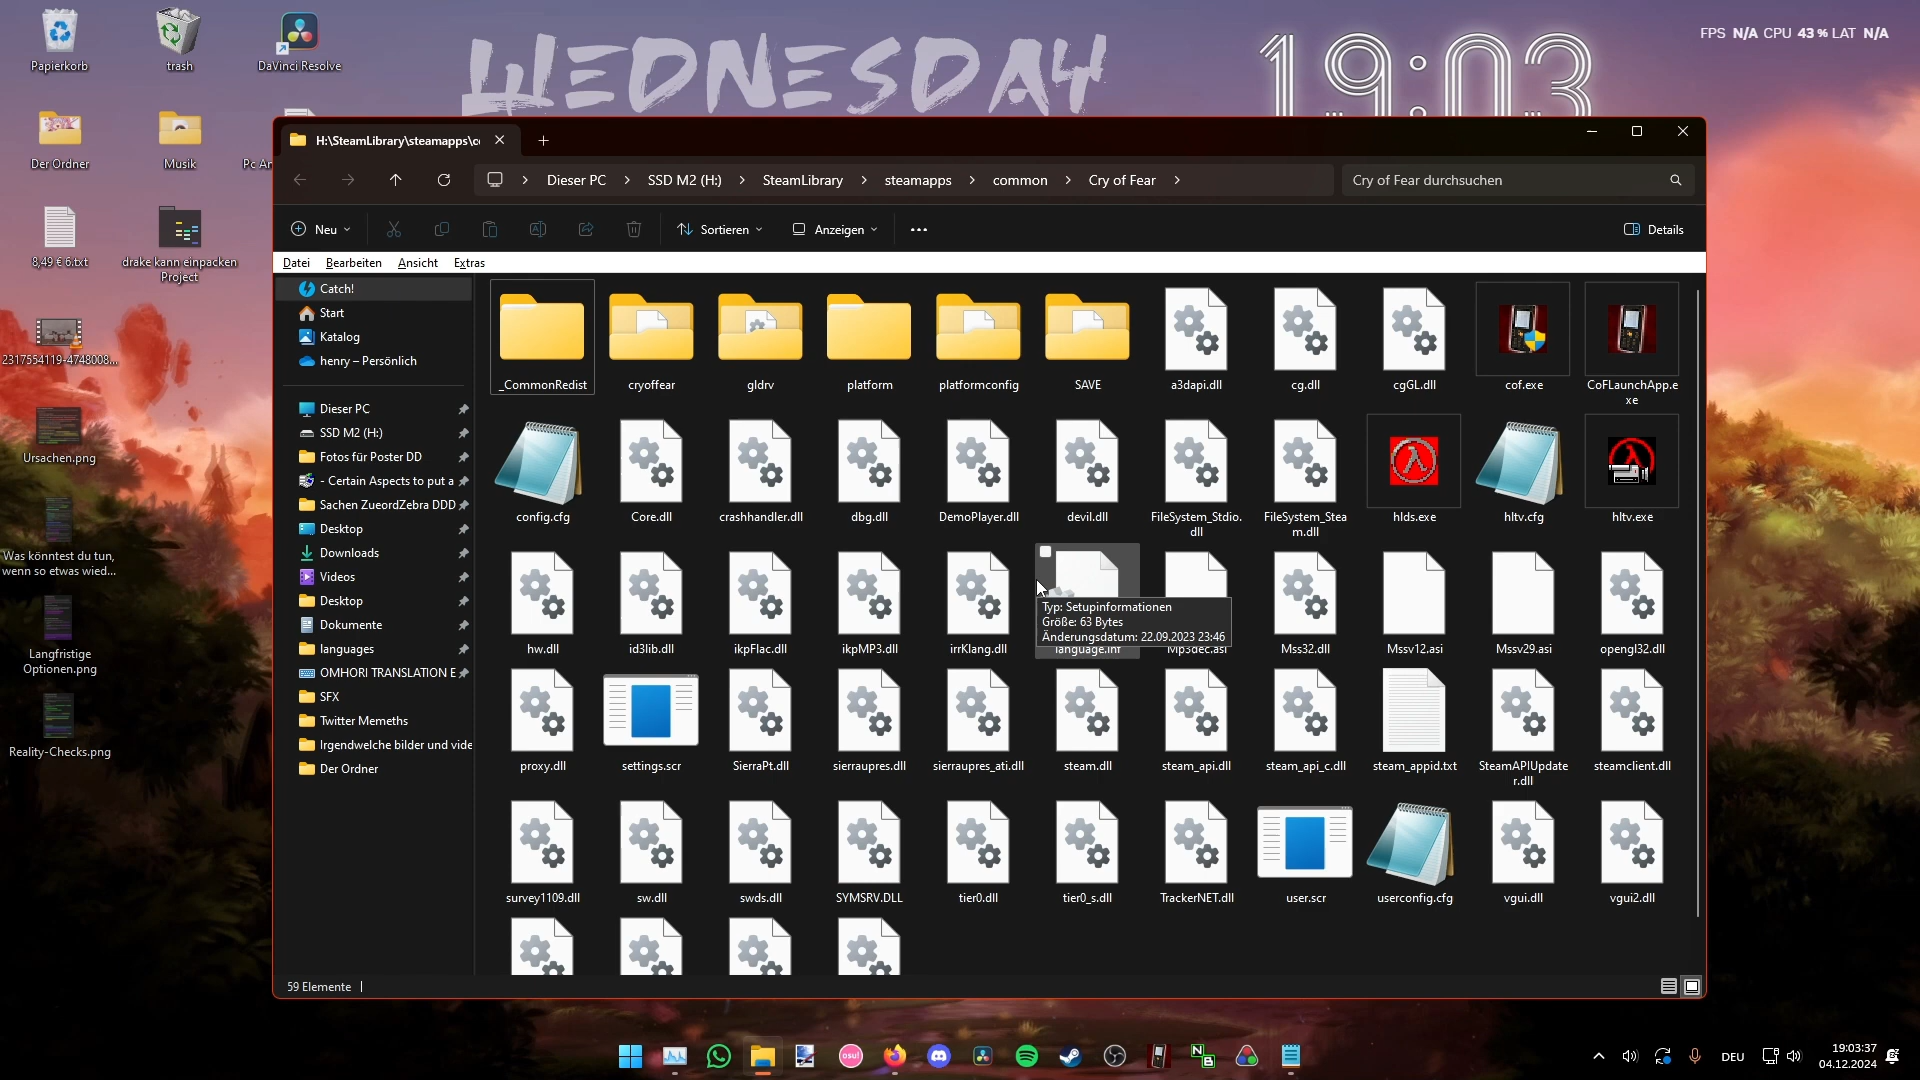 Papierkorb
trash
DaVinci Resolve
WEDNESDAY
19:03
FPS N/A CPU 43 % LAT N/A
Der Ordner
Musik
Pc An
8,49 € 6.txt
drake kann einpacken
Project
2317554119-4748008...
Ursachen.png
Was könntest du tun,
wenn so etwas wied...
Langfristige
Optionen.png
Reality-Checks.png
H:\SteamLibrary\steamapps\c
Dieser PC
SSD M2 (H:)
SteamLibrary
steamapps
common
Cry of Fear
Cry of Fear durchsuchen
Neu
Sortieren
Anzeigen
Details
Datei
Bearbeiten
Ansicht
Extras
Catch!
Start
Katalog
henry – Persönlich
Dieser PC
SSD M2 (H:)
Fotos für Poster DD
- Certain Aspects to put a
Sachen ZueordZebra DDD
Desktop
Downloads
Videos
Desktop
Dokumente
languages
OMHORI TRANSLATION E
SFX
Twitter Memeths
Irgendwelche bilder und vide
Der Ordner
_CommonRedist
cryoffear
gldrv
platform
platformconfig
SAVE
a3dapi.dll
cg.dll
cgGL.dll
cof.exe
CoFLaunchApp.e
xe
config.cfg
Core.dll
crashhandler.dll
dbg.dll
DemoPlayer.dll
devil.dll
FileSystem_Stdio.
dll
FileSystem_Stea
m.dll
hlds.exe
hltv.cfg
hltv.exe
hw.dll
id3lib.dll
ikpFlac.dll
ikpMP3.dll
irrKlang.dll
language.inf
Mp3dec.asi
Mss32.dll
Mssv12.asi
Mssv29.asi
opengl32.dll
Typ: Setupinformationen
Größe: 63 Bytes
Änderungsdatum: 22.09.2023 23:46
proxy.dll
settings.scr
SierraPt.dll
sierraupres.dll
sierraupres_ati.dll
steam.dll
steam_api.dll
steam_api_c.dll
steam_appid.txt
SteamAPIUpdate
r.dll
steamclient.dll
survey1109.dll
sw.dll
swds.dll
SYMSRV.DLL
tier0.dll
tier0_s.dll
TrackerNET.dll
user.scr
userconfig.cfg
vgui.dll
vgui2.dll
59 Elemente
osu!
N
B
DEU
19:03:37
04.12.2024